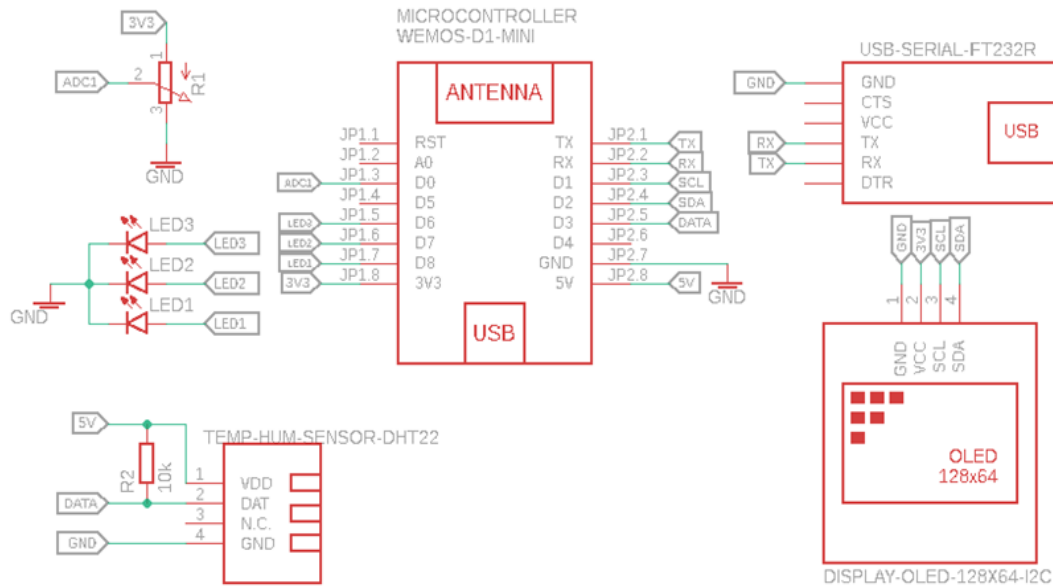 3V3
1
ADC1
2
R1
3
GND
LED3
LED3
LED2
LED2
LED1
LED1
GND
MICROCONTROLLER
WEMOS-D1-MINI
ANTENNA
JP1.1 RST TX JP2.1 TX
JP1.2 A0 RX JP2.2 RX
ADC1 JP1.3 D0 D1 JP2.3 SCL
JP1.4 D5 D2 JP2.4 SDA
JP1.5 D6 D3 JP2.5 DATA
LED2 JP1.6 D7 D4 JP2.6
LED1 JP1.7 D8 GND JP2.7
3V3 JP1.8 3V3 5V JP2.8 5V
GND
USB
USB-SERIAL-FT232R
GND GND
CTS
VCC
RX TX
TX RX
DTR
USB
GND 3V3 SCL SDA
1 2 3 4
GND VCC SCL SDA
OLED
128x64
DISPLAY-OLED-128X64-I2C
5V
TEMP-HUM-SENSOR-DHT22
R2 10k
1 VDD
DATA 2 DAT
3 N.C.
GND 4 GND